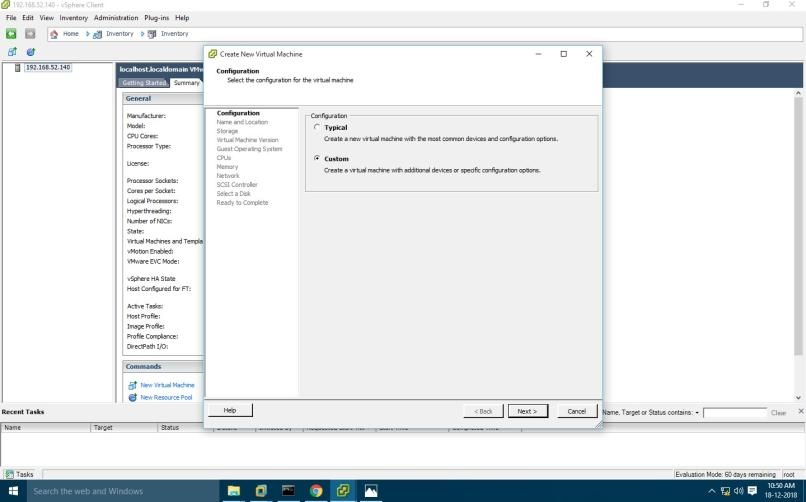 192.168.52.140 - vSphere Client
File Edit View Inventory Administration Plug-ins Help
Home Inventory Inventory
192.168.52.140
localhost.localdomain VMw
Getting Started Summary
General
Manufacturer:
Model:
CPU Cores:
Processor Type:
License:
Processor Sockets:
Cores per Socket:
Logical Processors:
Hyperthreading:
Number of NICs:
State:
Virtual Machines and Templa
vMotion Enabled:
VMware EVC Mode:
vSphere HA State
Host Configured for FT:
Active Tasks:
Host Profile:
Image Profile:
Profile Compliance:
DirectPath I/O:
Commands
New Virtual Machine
New Resource Pool
Create New Virtual Machine
Configuration
Select the configuration for the virtual machine
Configuration
Name and Location
Storage
Virtual Machine Version
Guest Operating System
CPUs
Memory
Network
SCSI Controller
Select a Disk
Ready to Complete
Configuration
Typical
Create a new virtual machine with the most common devices and configuration options.
Custom
Create a virtual machine with additional devices or specific configuration options.
Help < Back Next > Cancel
Recent Tasks
Name, Target or Status contains: Clear
Name Target Status
Tasks
Evaluation Mode: 60 days remaining root
Search the web and Windows
10:50 AM
18-12-2018